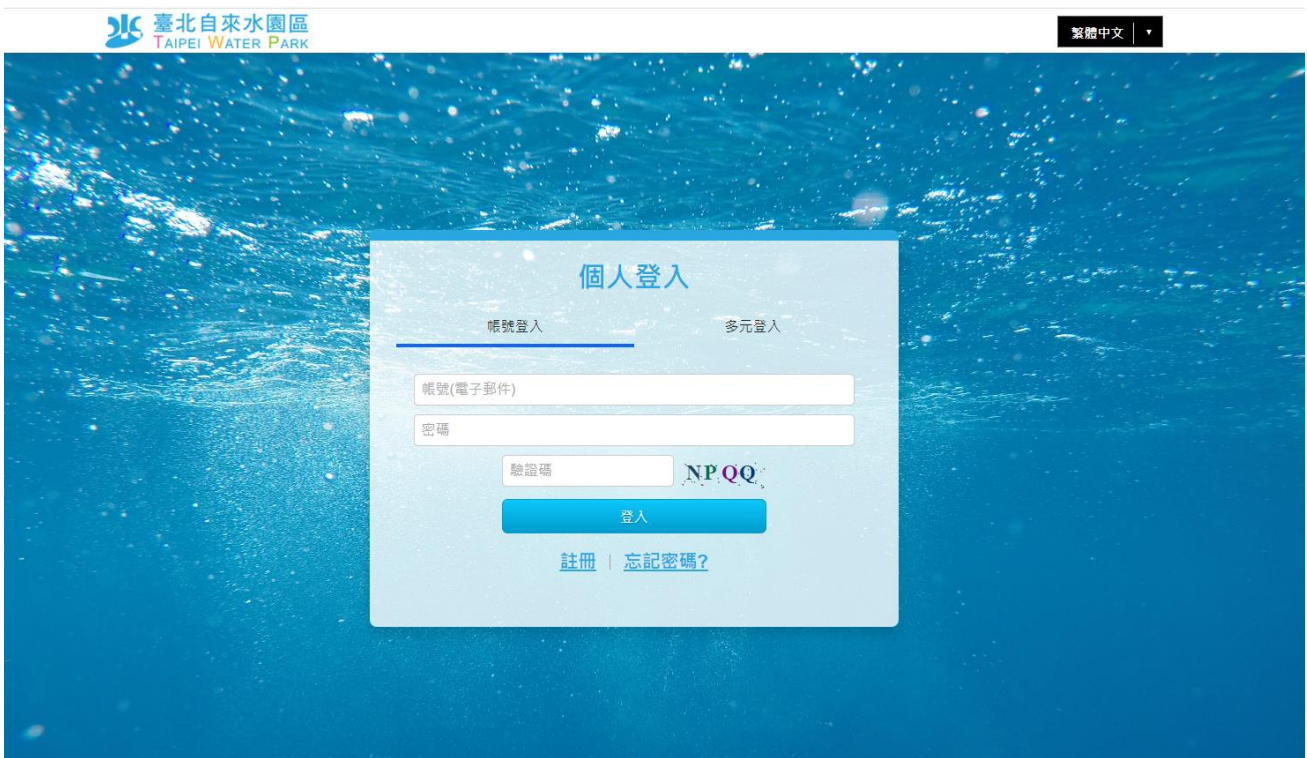 臺北自來水園區
TAIPEI WATER PARK
繁體中文 ▼
個人登入
帳號登入 多元登入
帳號(電子郵件)
密碼
驗證碼 NPQQ
登入
註冊 | 忘記密碼?